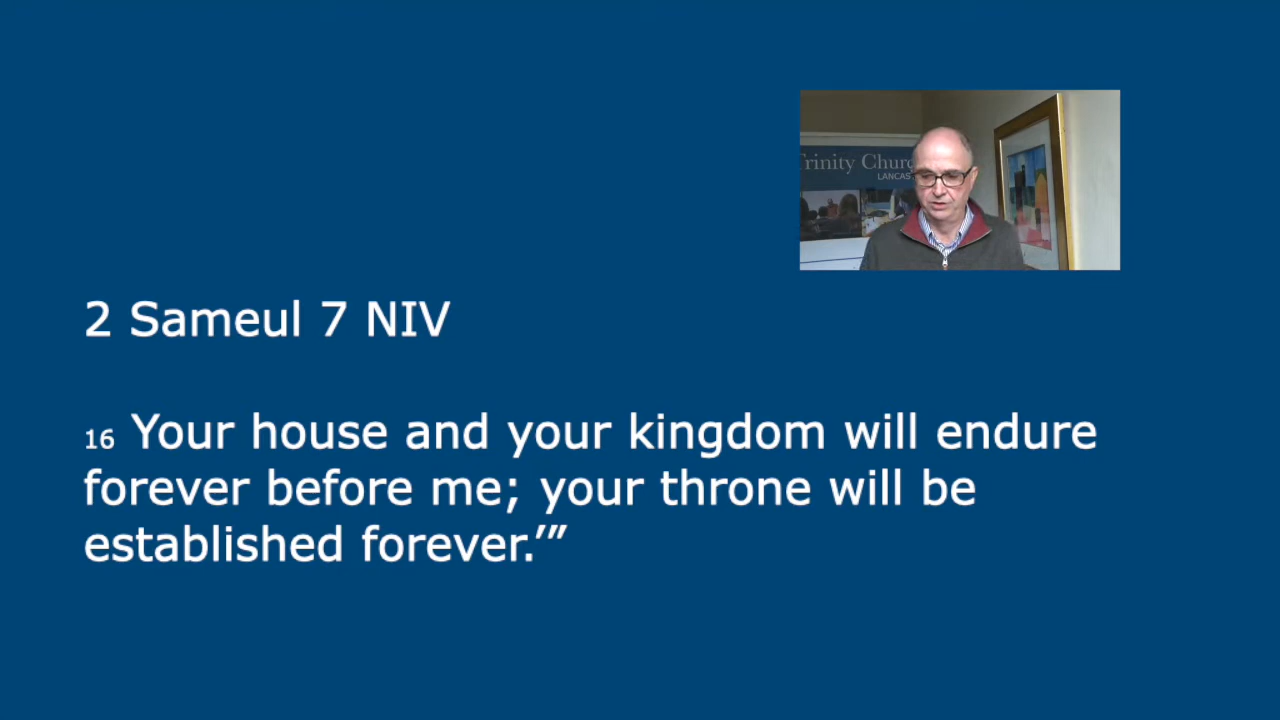 Trinity Churc
LANCAS
2 Sameul 7 NIV
16 Your house and your kingdom will endure
forever before me; your throne will be
established forever.’”